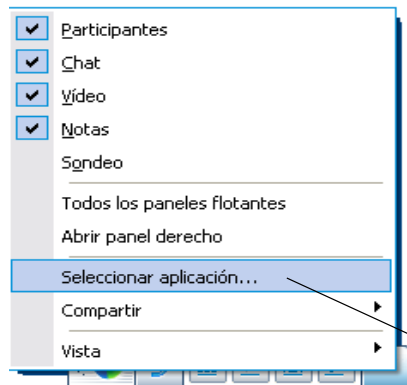 Participantes
Chat
Vídeo
Notas
Sondeo
Todos los paneles flotantes
Abrir panel derecho
Seleccionar aplicación...
Compartir
Vista